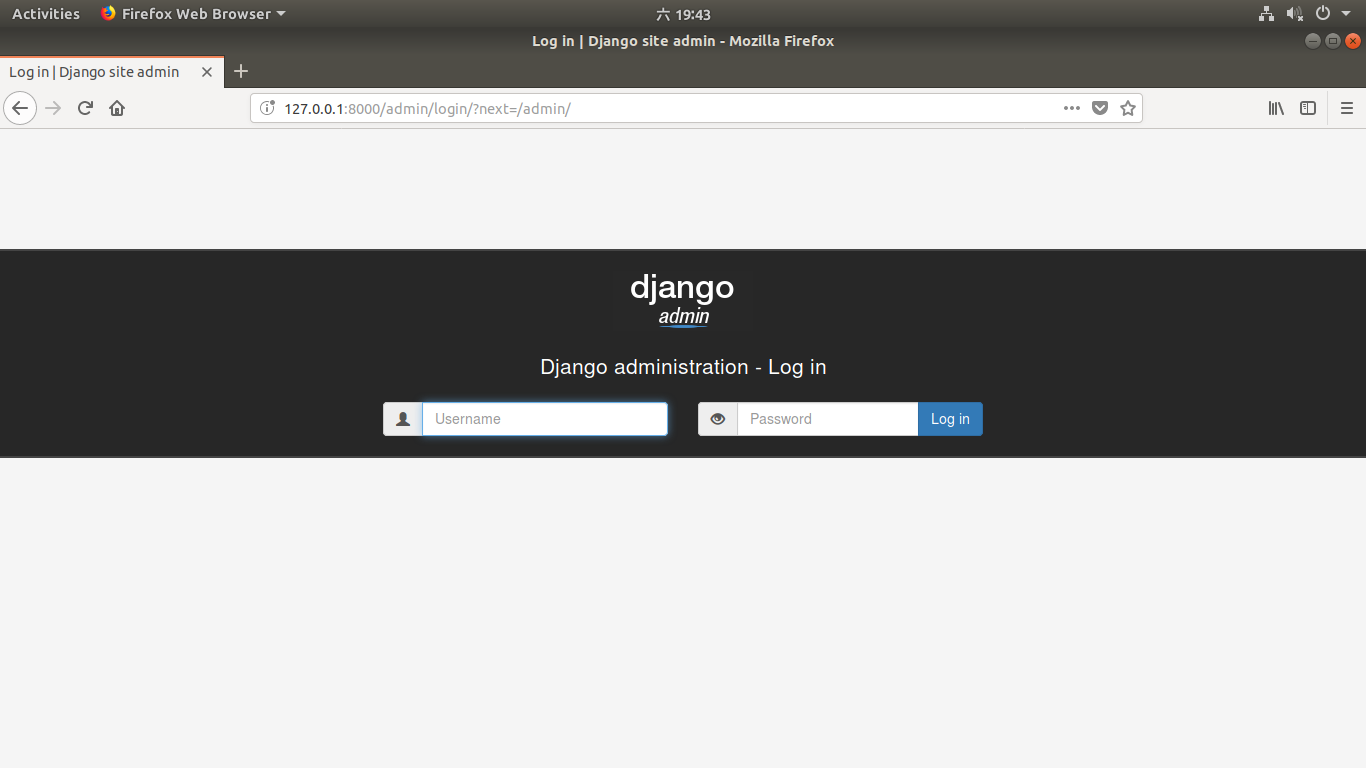 Activities Firefox Web Browser 六 19:43
Log in | Django site admin - Mozilla Firefox
Log in | Django site admin
127.0.0.1:8000/admin/login/?next=/admin/
django
admin
Django administration - Log in
Username Password Log in